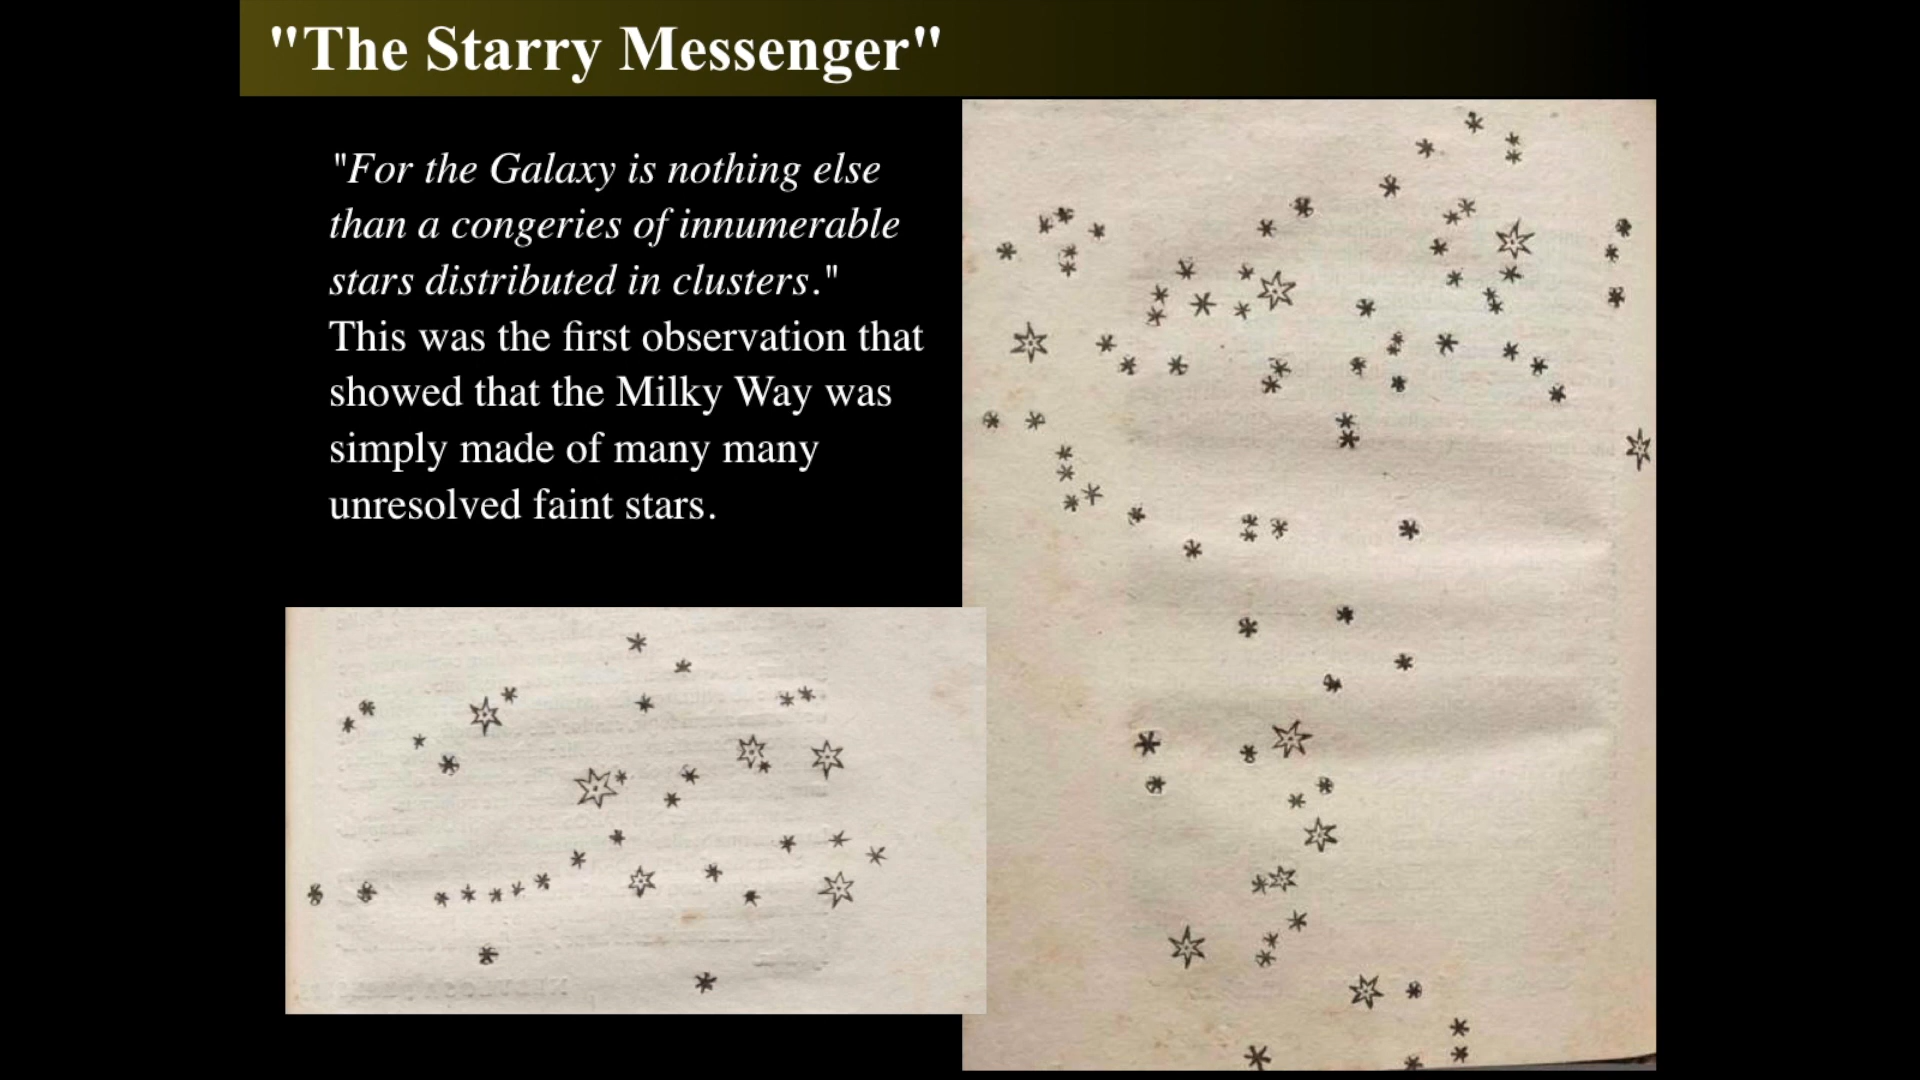 "The Starry Messenger"
"For the Galaxy is nothing else
than a congeries of innumerable
stars distributed in clusters."
This was the first observation that
showed that the Milky Way was
simply made of many many
unresolved faint stars.